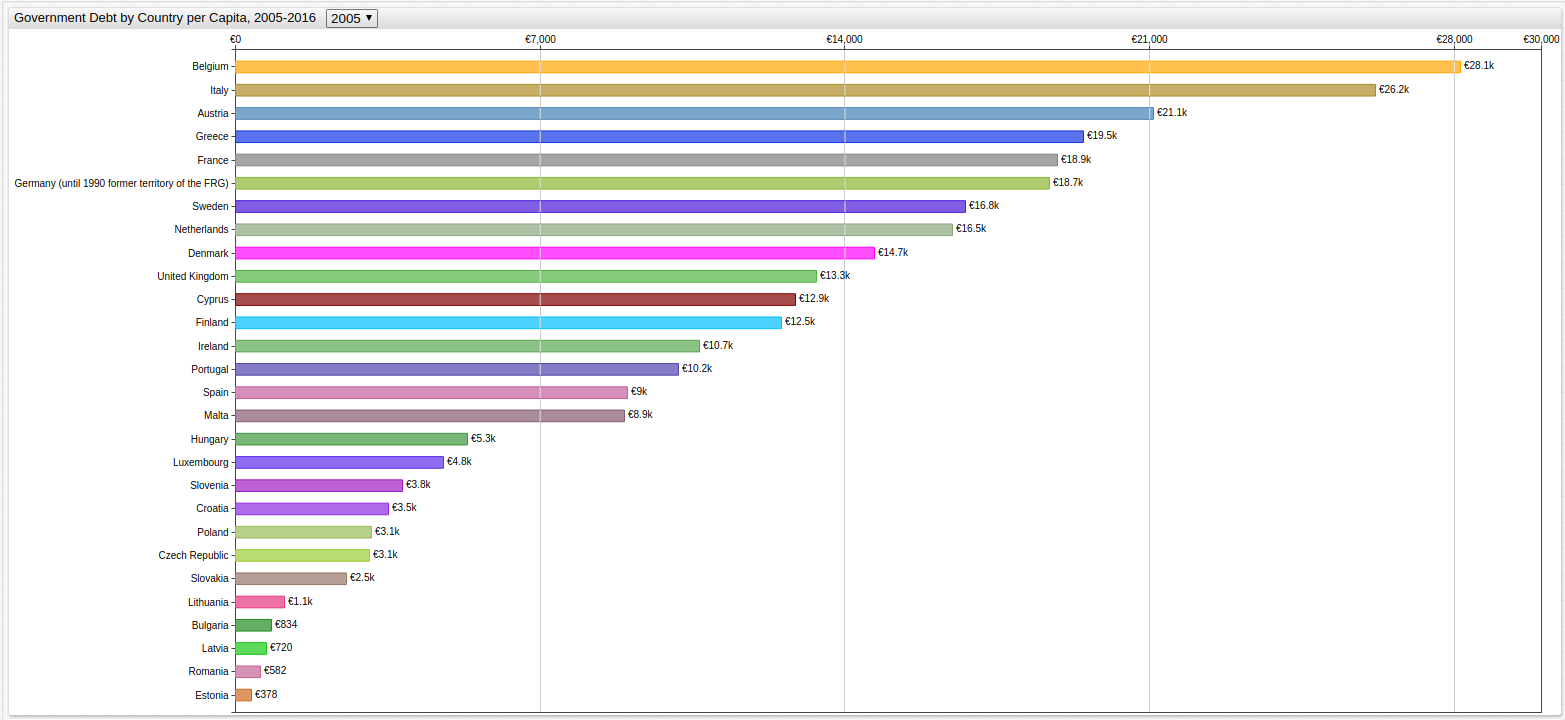 Government Debt by Country per Capita, 2005-2016 2005 ▼
€0 €7,000 €14,000 €21,000 €28,000 €30,000
Belgium €28.1k
Italy €26.2k
Austria €21.1k
Greece €19.5k
France €18.9k
Germany (until 1990 former territory of the FRG) €18.7k
Sweden €16.8k
Netherlands €16.5k
Denmark €14.7k
United Kingdom €13.3k
Cyprus €12.9k
Finland €12.5k
Ireland €10.7k
Portugal €10.2k
Spain €9k
Malta €8.9k
Hungary €5.3k
Luxembourg €4.8k
Slovenia €3.8k
Croatia €3.5k
Poland €3.1k
Czech Republic €3.1k
Slovakia €2.5k
Lithuania €1.1k
Bulgaria €834
Latvia €720
Romania €582
Estonia €378